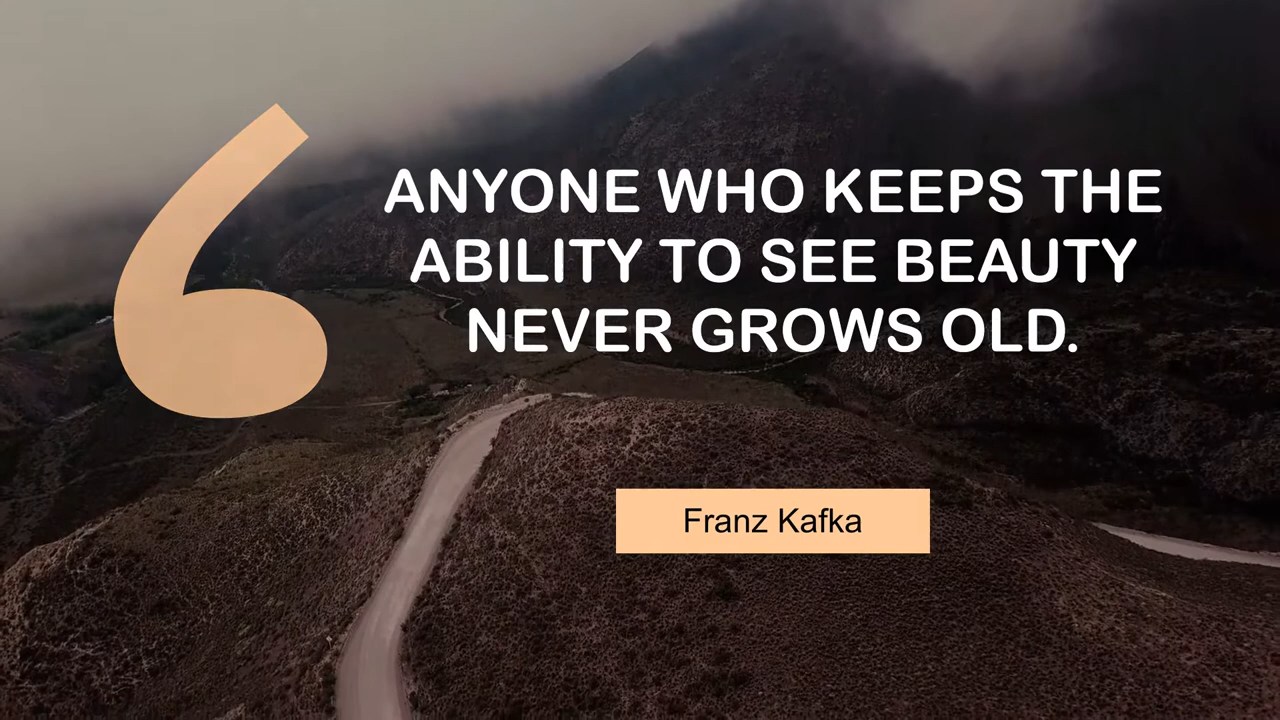 ANYONE WHO KEEPS THE
ABILITY TO SEE BEAUTY
NEVER GROWS OLD.
Franz Kafka